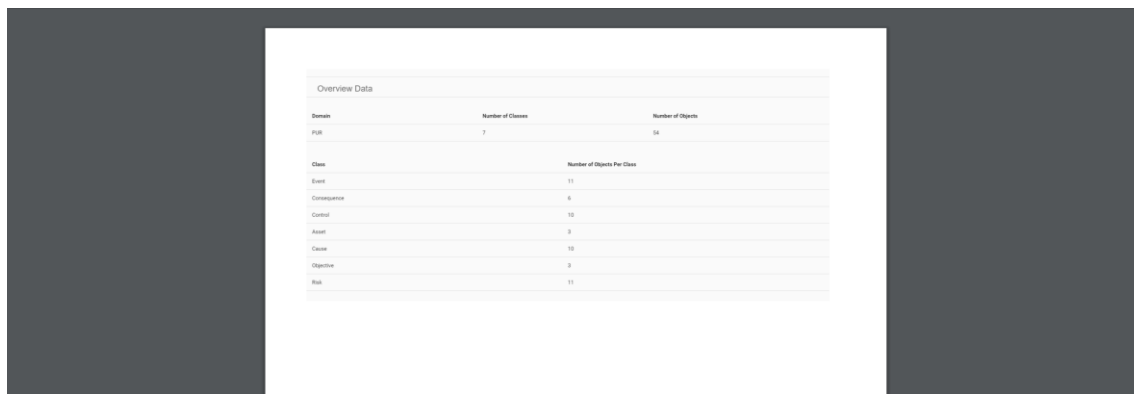 Overview Data
Domain Number of Classes Number of Objects
PUR 7 54
Class Number of Objects Per Class
Event 11
Consequence 6
Control 10
Asset 3
Cause 10
Objective 3
Risk 11